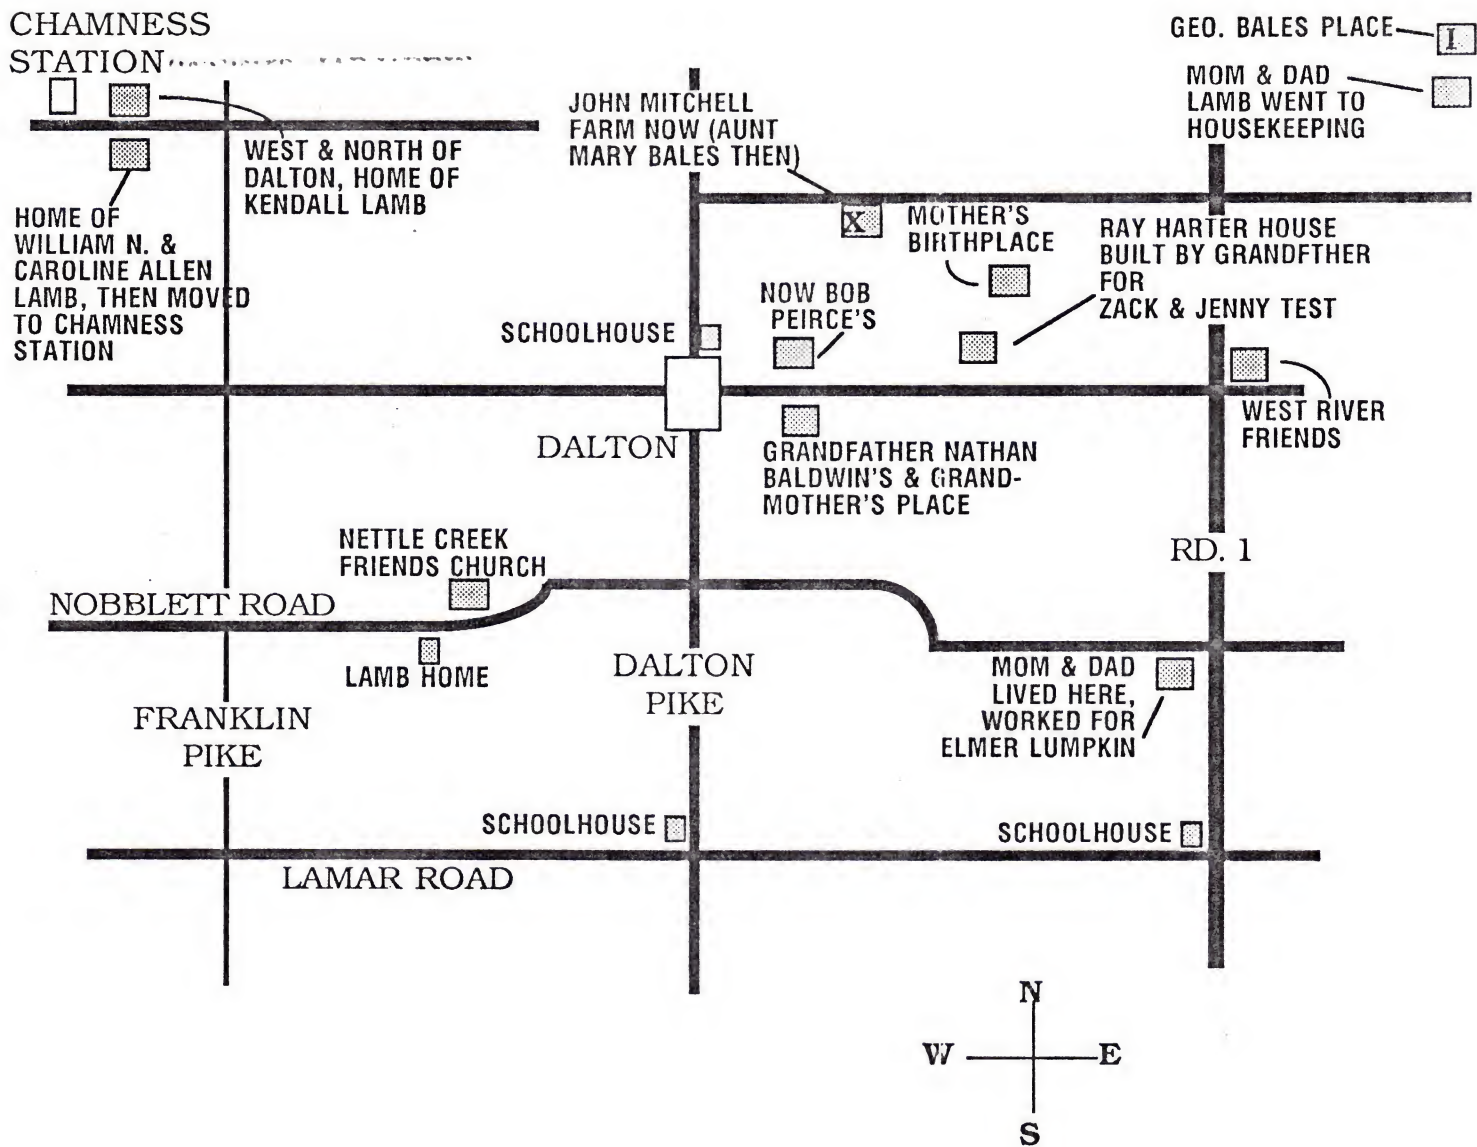 CHAMNESS
STATION
GEO. BALES PLACE
I
MOM & DAD
LAMB WENT TO
HOUSEKEEPING
JOHN MITCHELL
FARM NOW (AUNT
MARY BALES THEN)
WEST & NORTH OF
DALTON, HOME OF
KENDALL LAMB
HOME OF
WILLIAM N. &
CAROLINE ALLEN
LAMB, THEN MOVED
TO CHAMNESS
STATION
X
MOTHER'S
BIRTHPLACE
RAY HARTER HOUSE
BUILT BY GRANDFTHER
FOR
ZACK & JENNY TEST
NOW BOB
PEIRCE'S
SCHOOLHOUSE
WEST RIVER
FRIENDS
DALTON
GRANDFATHER NATHAN
BALDWIN'S & GRAND-
MOTHER'S PLACE
NETTLE CREEK
FRIENDS CHURCH
RD. 1
NOBBLETT ROAD
LAMB HOME
DALTON
PIKE
MOM & DAD
LIVED HERE,
WORKED FOR
ELMER LUMPKIN
FRANKLIN
PIKE
SCHOOLHOUSE
SCHOOLHOUSE
LAMAR ROAD
N
W
E
S